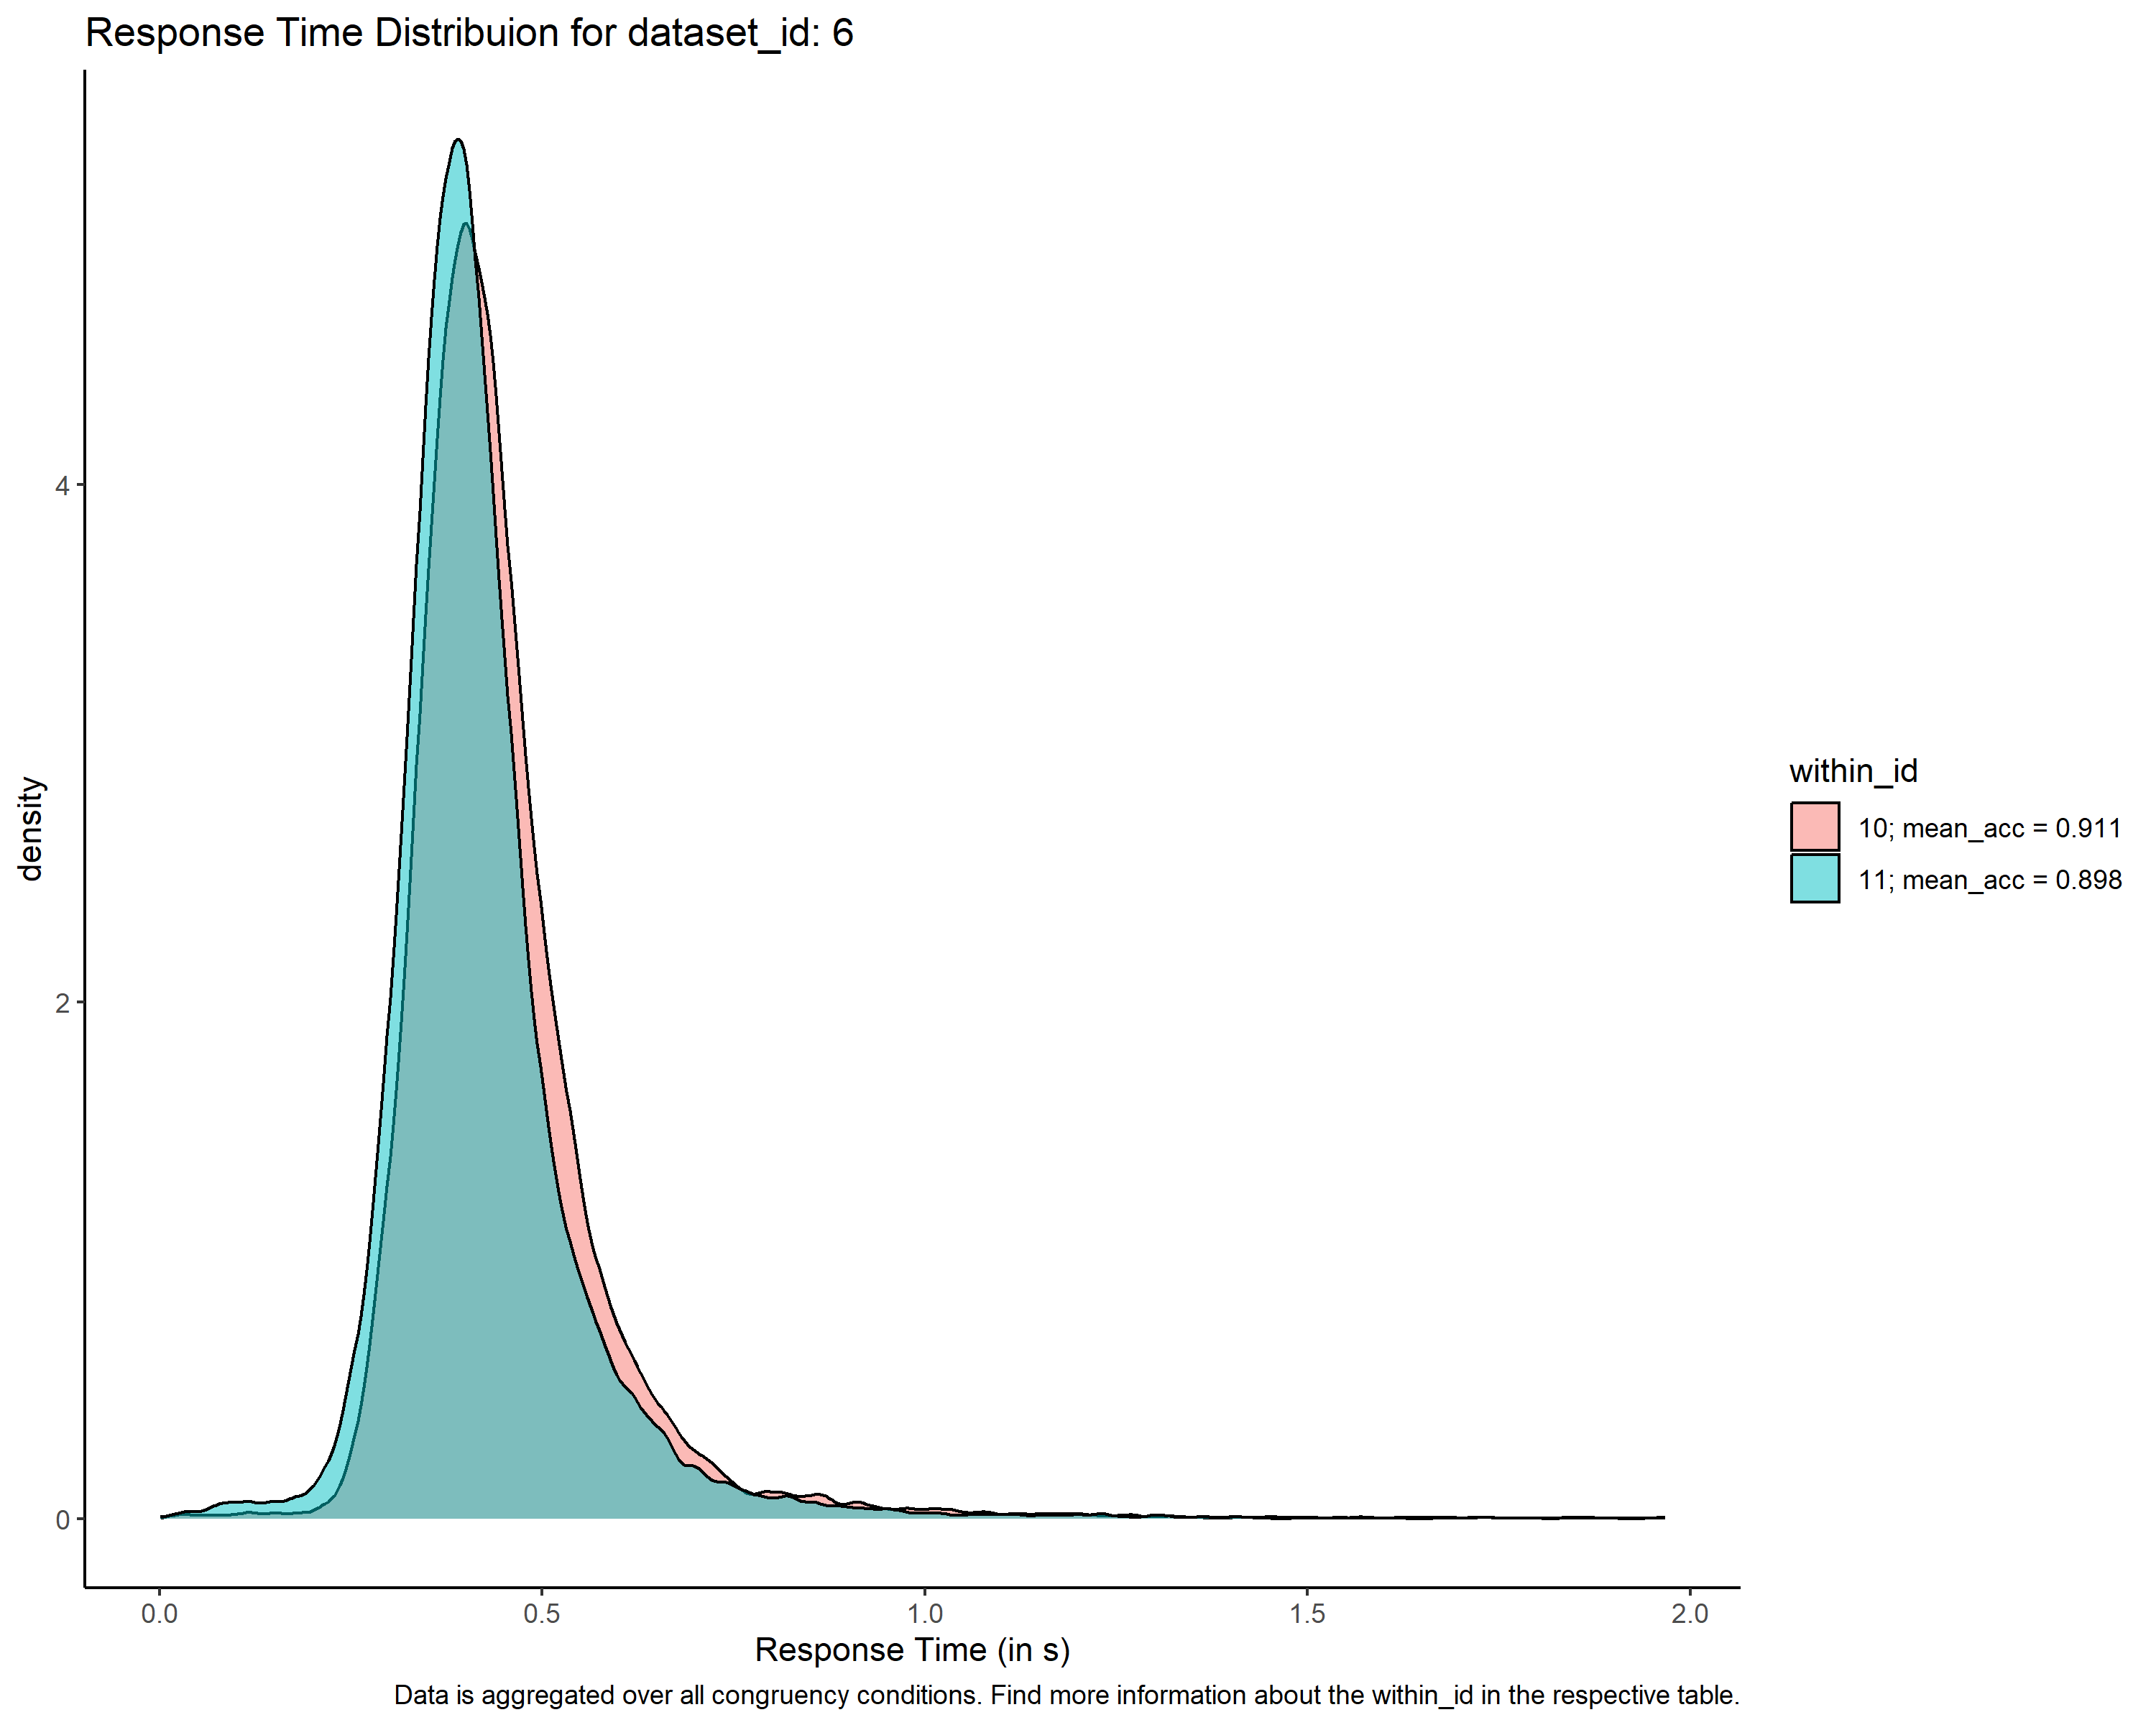 Response Time Distribuion for dataset_id: 6
density
4
2
0
0.0 0.5 1.0 1.5 2.0
Response Time (in s)
Data is aggregated over all congruency conditions. Find more information about the within_id in the respective table.
within_id
10; mean_acc = 0.911
11; mean_acc = 0.898